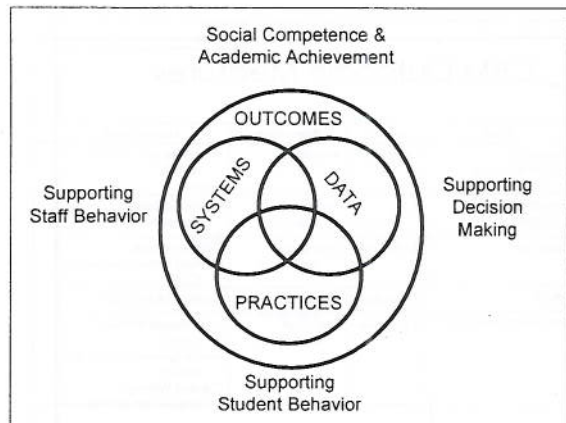 Social Competence &
Academic Achievement
OUTCOMES
SYSTEMS
DATA
Supporting
Staff Behavior
Supporting
Decision
Making
PRACTICES
Supporting
Student Behavior